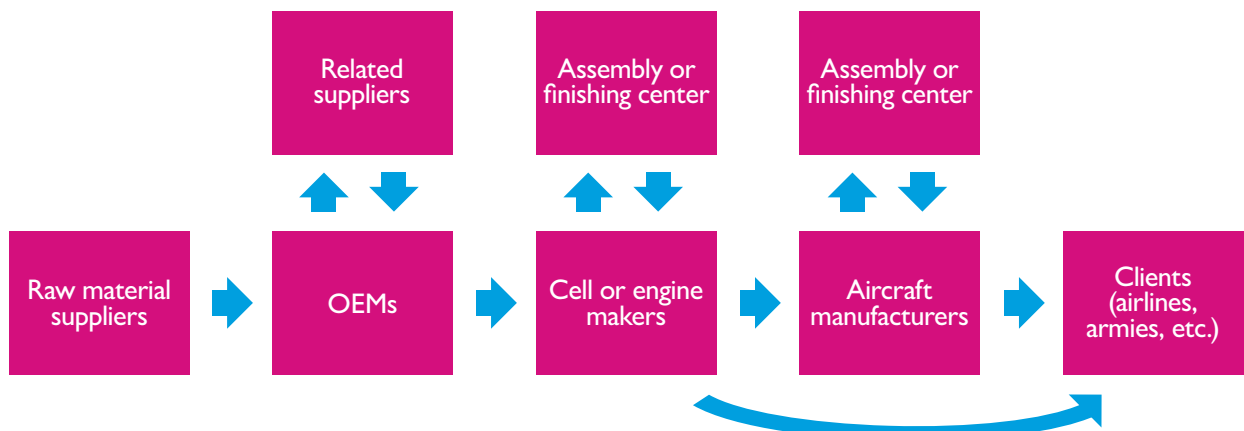 Related
suppliers
Assembly or
finishing center
Assembly or
finishing center
Raw material
suppliers
OEMs
Cell or engine
makers
Aircraft
manufacturers
Clients
(airlines,
armies, etc.)